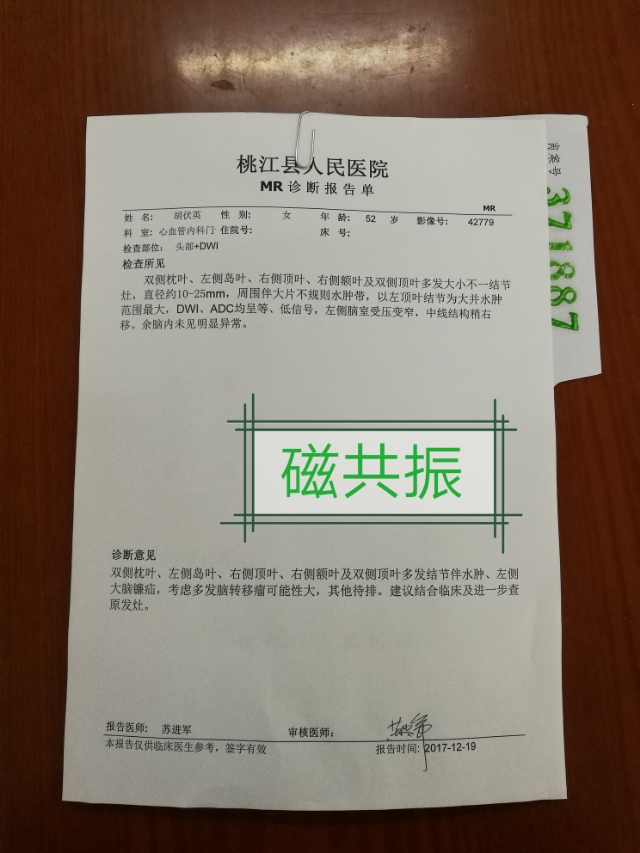 桃江县人民医院
MR 诊断报告单
MR
姓 名: 胡伏英 性 别: 女 年 龄: 52 岁 影像号: 42779
科 室: 心血管内科门· 住院号: 床 号:
检查部位: 头部+DWI
检查所见
双侧枕叶、左侧岛叶、右侧顶叶、右侧额叶及双侧顶叶多发大小不一结节
灶，直径约10-25mm，周围伴大片不规则水肿带，以左顶叶结节为大并水肿
范围最大，DWI、ADC均呈等、低信号，左侧脑室受压变窄，中线结构稍右
移。余脑内未见明显异常。
磁共振
诊断意见
双侧枕叶、左侧岛叶、右侧顶叶、右侧额叶及双侧顶叶多发结节伴水肿、左侧
大脑镰疝，考虑多发脑转移瘤可能性大，其他待排。建议结合临床及进一步查
原发灶。
报告医师: 苏进军 审核医师:
本报告仅供临床医生参考，签字有效 报告时间: 2017-12-19
371887